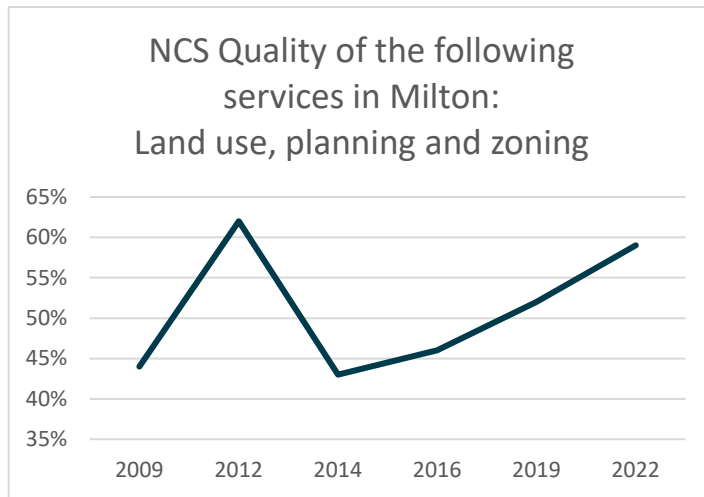 NCS Quality of the following
services in Milton:
Land use, planning and zoning
65%
60%
55%
50%
45%
40%
35%
2009 2012 2014 2016 2019 2022